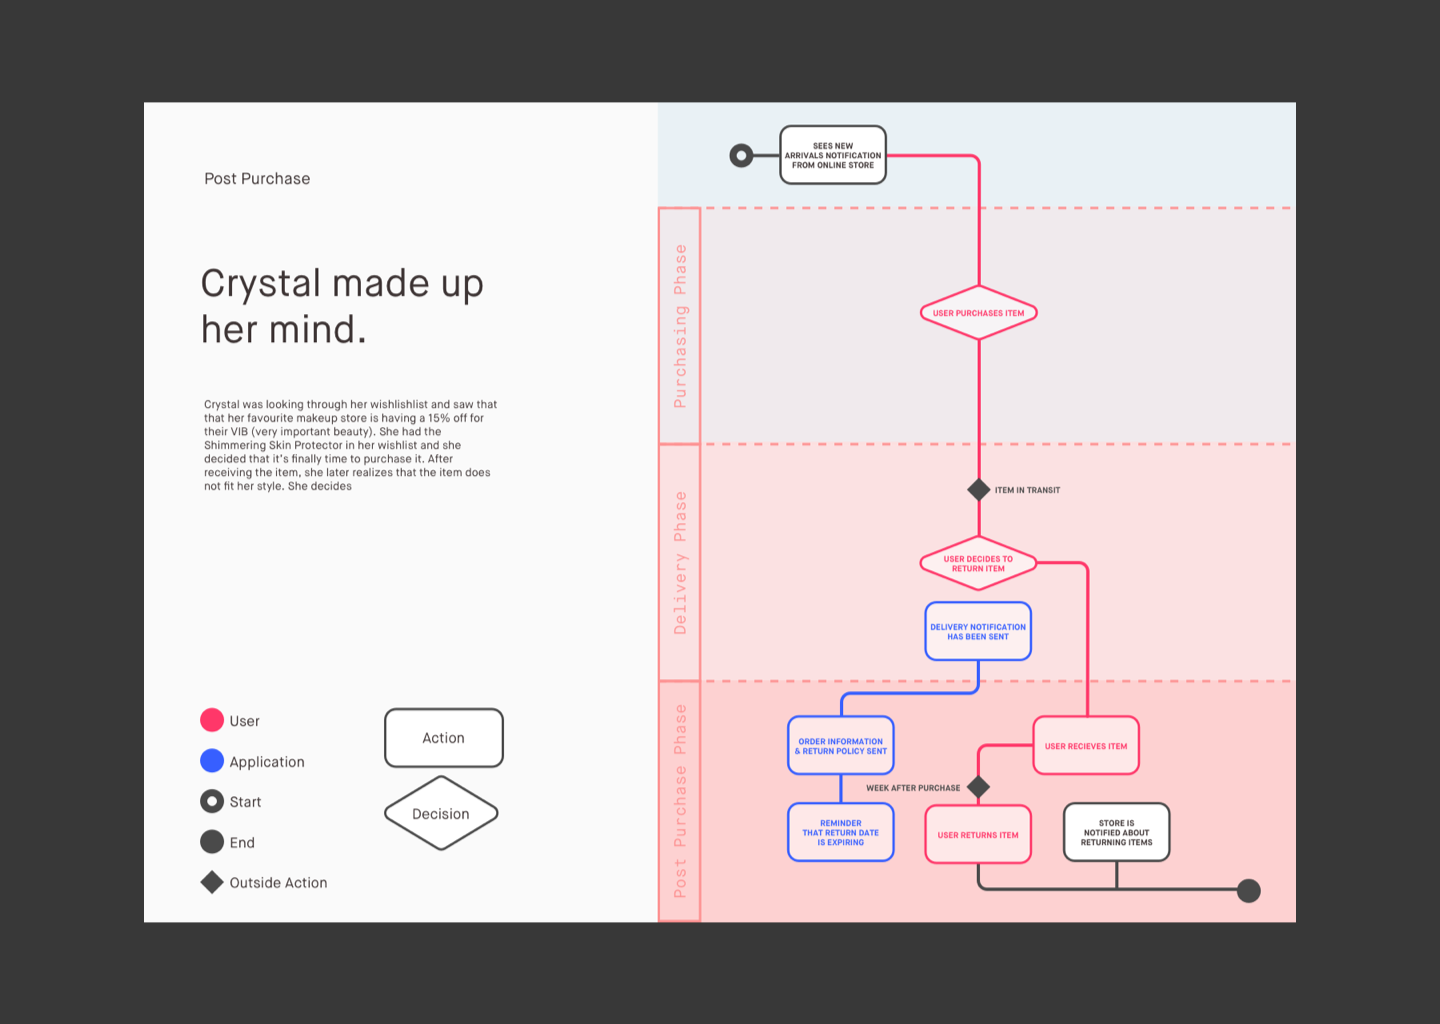 Post Purchase
Crystal made up
her mind.
Crystal was looking through her wishlishlist and saw that
that her favourite makeup store is having a 15% off for
their VIB (very important beauty). She had the
Shimmering Skin Protector in her wishlist and she
decided that it's finally time to purchase it. After
receiving the item, she later realizes that the item does
not fit her style. She decides
User
Application
Start
End
Outside Action
Action
Decision
SEES NEW
ARRIVALS NOTIFICATION
FROM ONLINE STORE
Purchasing Phase
USER PURCHASES ITEM
Delivery Phase
ITEM IN TRANSIT
USER DECIDES TO
RETURN ITEM
DELIVERY NOTIFICATION
HAS BEEN SENT
Post Purchase Phase
ORDER INFORMATION
& RETURN POLICY SENT
USER RECIEVES ITEM
WEEK AFTER PURCHASE
REMINDER
THAT RETURN DATE
IS EXPIRING
USER RETURNS ITEM
STORE IS
NOTIFIED ABOUT
RETURNING ITEMS